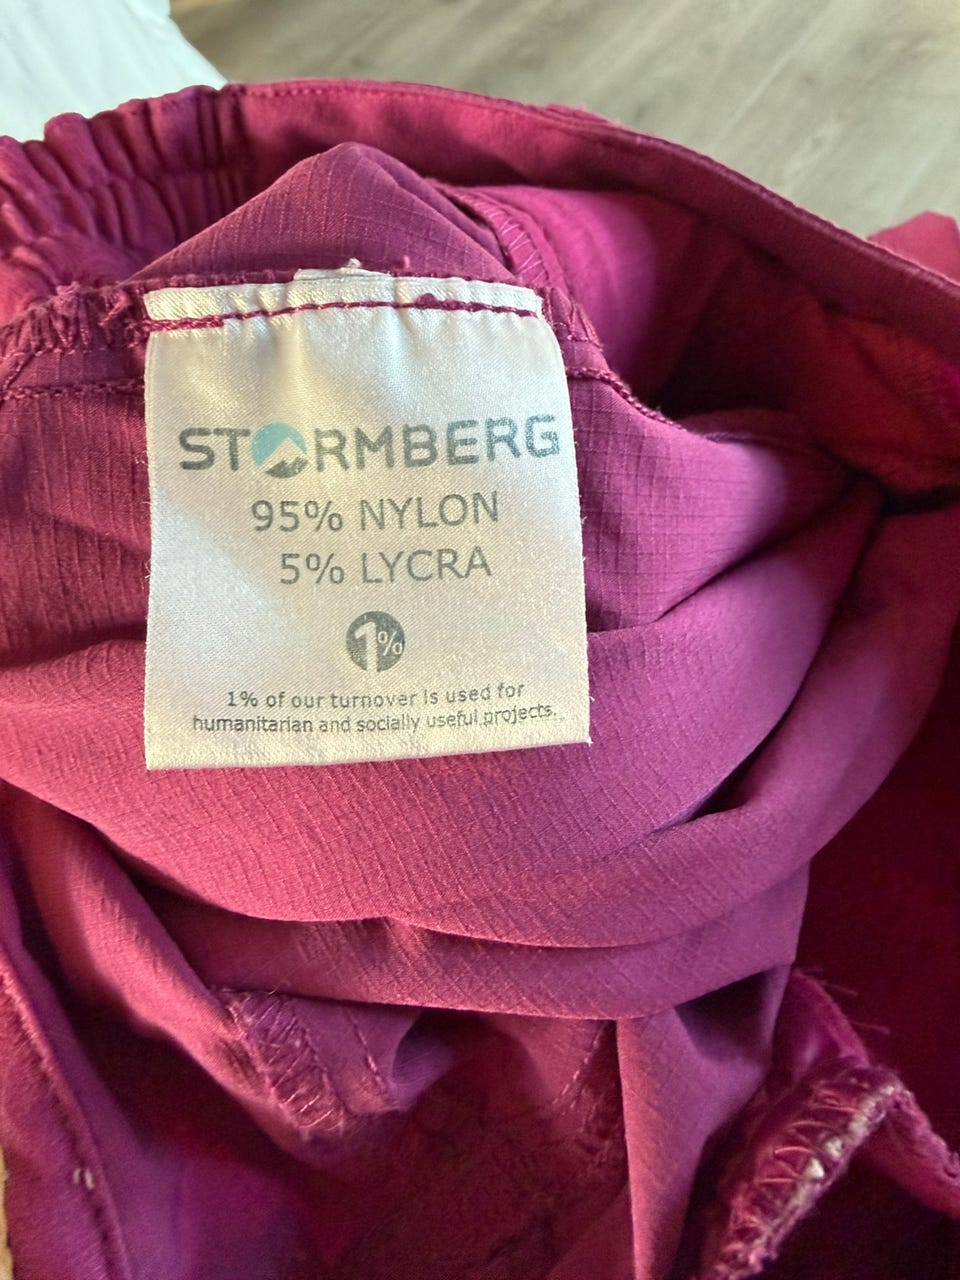 STORMBERG
95% NYLON
5% LYCRA
1%
1% of our turnover is used for
humanitarian and socially useful projects.